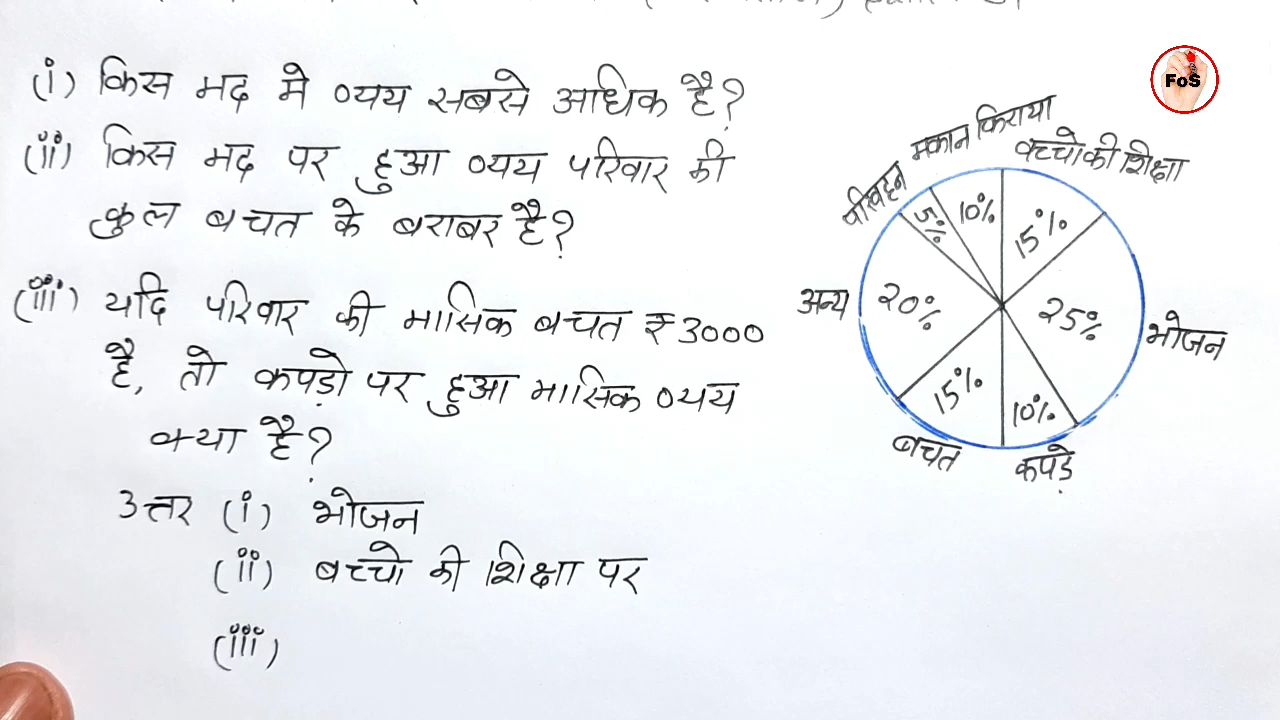 (i) किस मद मे व्यय सबसे अधिक है?
(ii) किस मद पर हुआ व्यय परिवार की
कुल बचत के बराबर है?
(iii) यदि परिवार की मासिक बचत ₹3000
है, तो कपड़ो पर हुआ मासिक व्यय
क्या है?
उत्तर (i) भोजन
(ii) बच्चो की शिक्षा पर
(iii)
FoS
मकान किराया
बच्चो की शिक्षा
परिवहन
5%
10%
15%
अन्य
20%
25%
भोजन
15%
10%
बचत
कपड़े